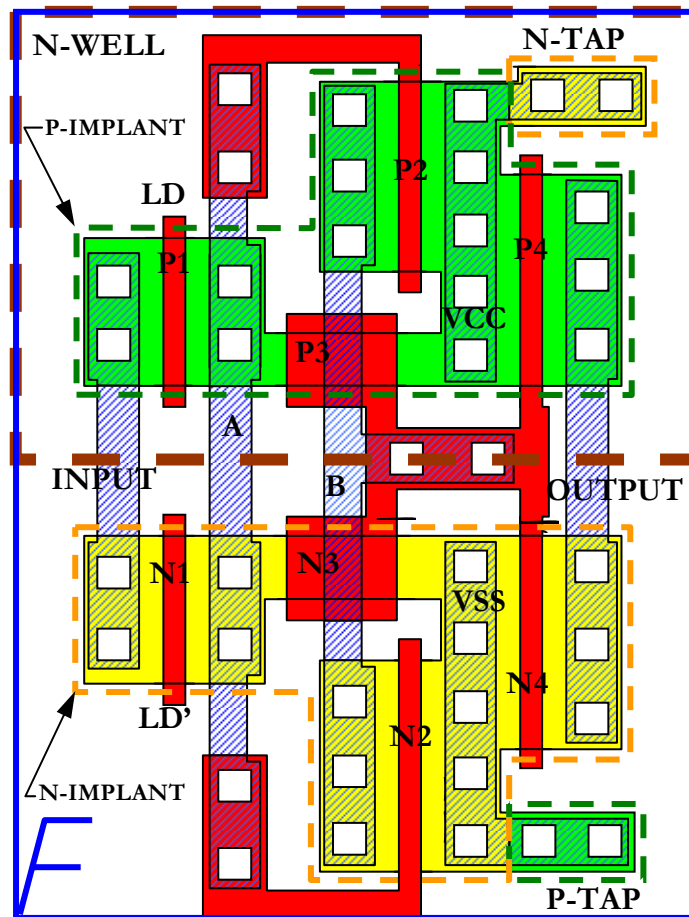 N-WELL
N-TAP
P-IMPLANT
P2
LD
P1
P4
VCC
P3
A
INPUT
B
OUTPUT
N3
N1
VSS
N4
LD’
N2
N-IMPLANT
P-TAP